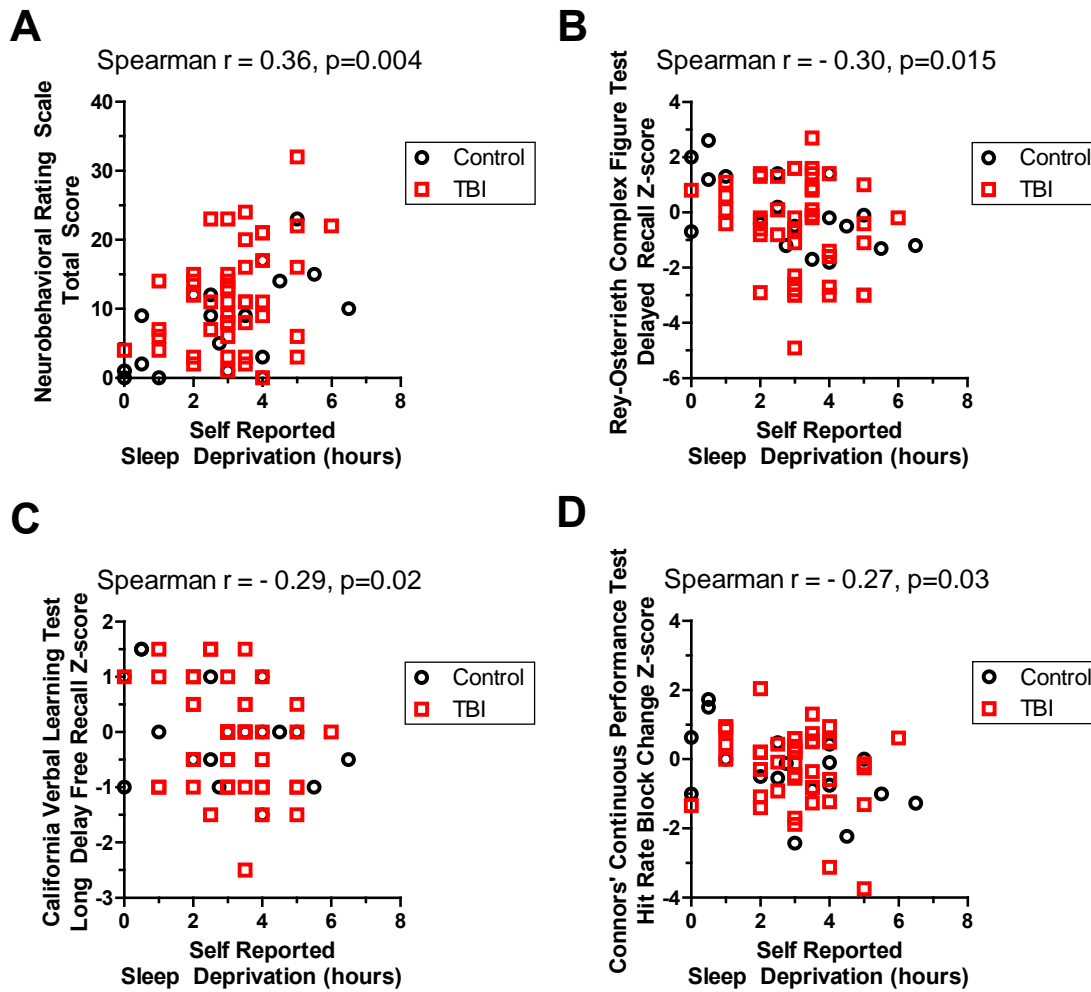 A
Spearman r = 0.36, p=0.004
Neurobehavioral Rating Scale
Total Score
40
30
20
10
0
0 2 4 6 8
Self Reported
Sleep Deprivation (hours)
Control
TBI
B
Spearman r = - 0.30, p=0.015
Rey-Osterrieth Complex Figure Test
Delayed Recall Z-score
4
2
0
-2
-4
-6
0 2 4 6 8
Self Reported
Sleep Deprivation (hours)
Control
TBI
C
Spearman r = - 0.29, p=0.02
California Verbal Learning Test
Long Delay Free Recall Z-score
2
1
0
-1
-2
-3
0 2 4 6 8
Self Reported
Sleep Deprivation (hours)
Control
TBI
D
Spearman r = - 0.27, p=0.03
Connors' Continuous Performance Test
Hit Rate Block Change Z-score
4
2
0
-2
-4
0 2 4 6 8
Self Reported
Sleep Deprivation (hours)
Control
TBI